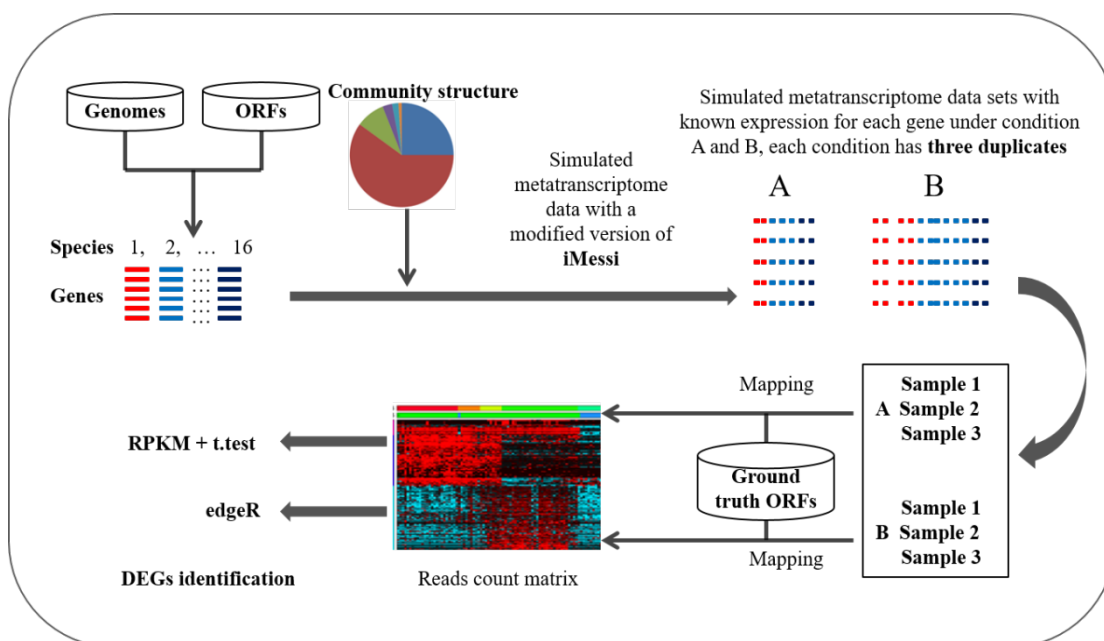 Genomes
ORFs
Community structure
Simulated
metatranscriptome
data with a
modified version of
iMessi
Simulated metatranscriptome data sets with
known expression for each gene under condition
A and B, each condition has three duplicates
A
B
Species 1, 2, … 16
Genes
Mapping
Sample 1
A Sample 2
Sample 3
Ground
truth ORFs
Sample 1
B Sample 2
Sample 3
Mapping
RPKM + t.test
edgeR
DEGs identification
Reads count matrix